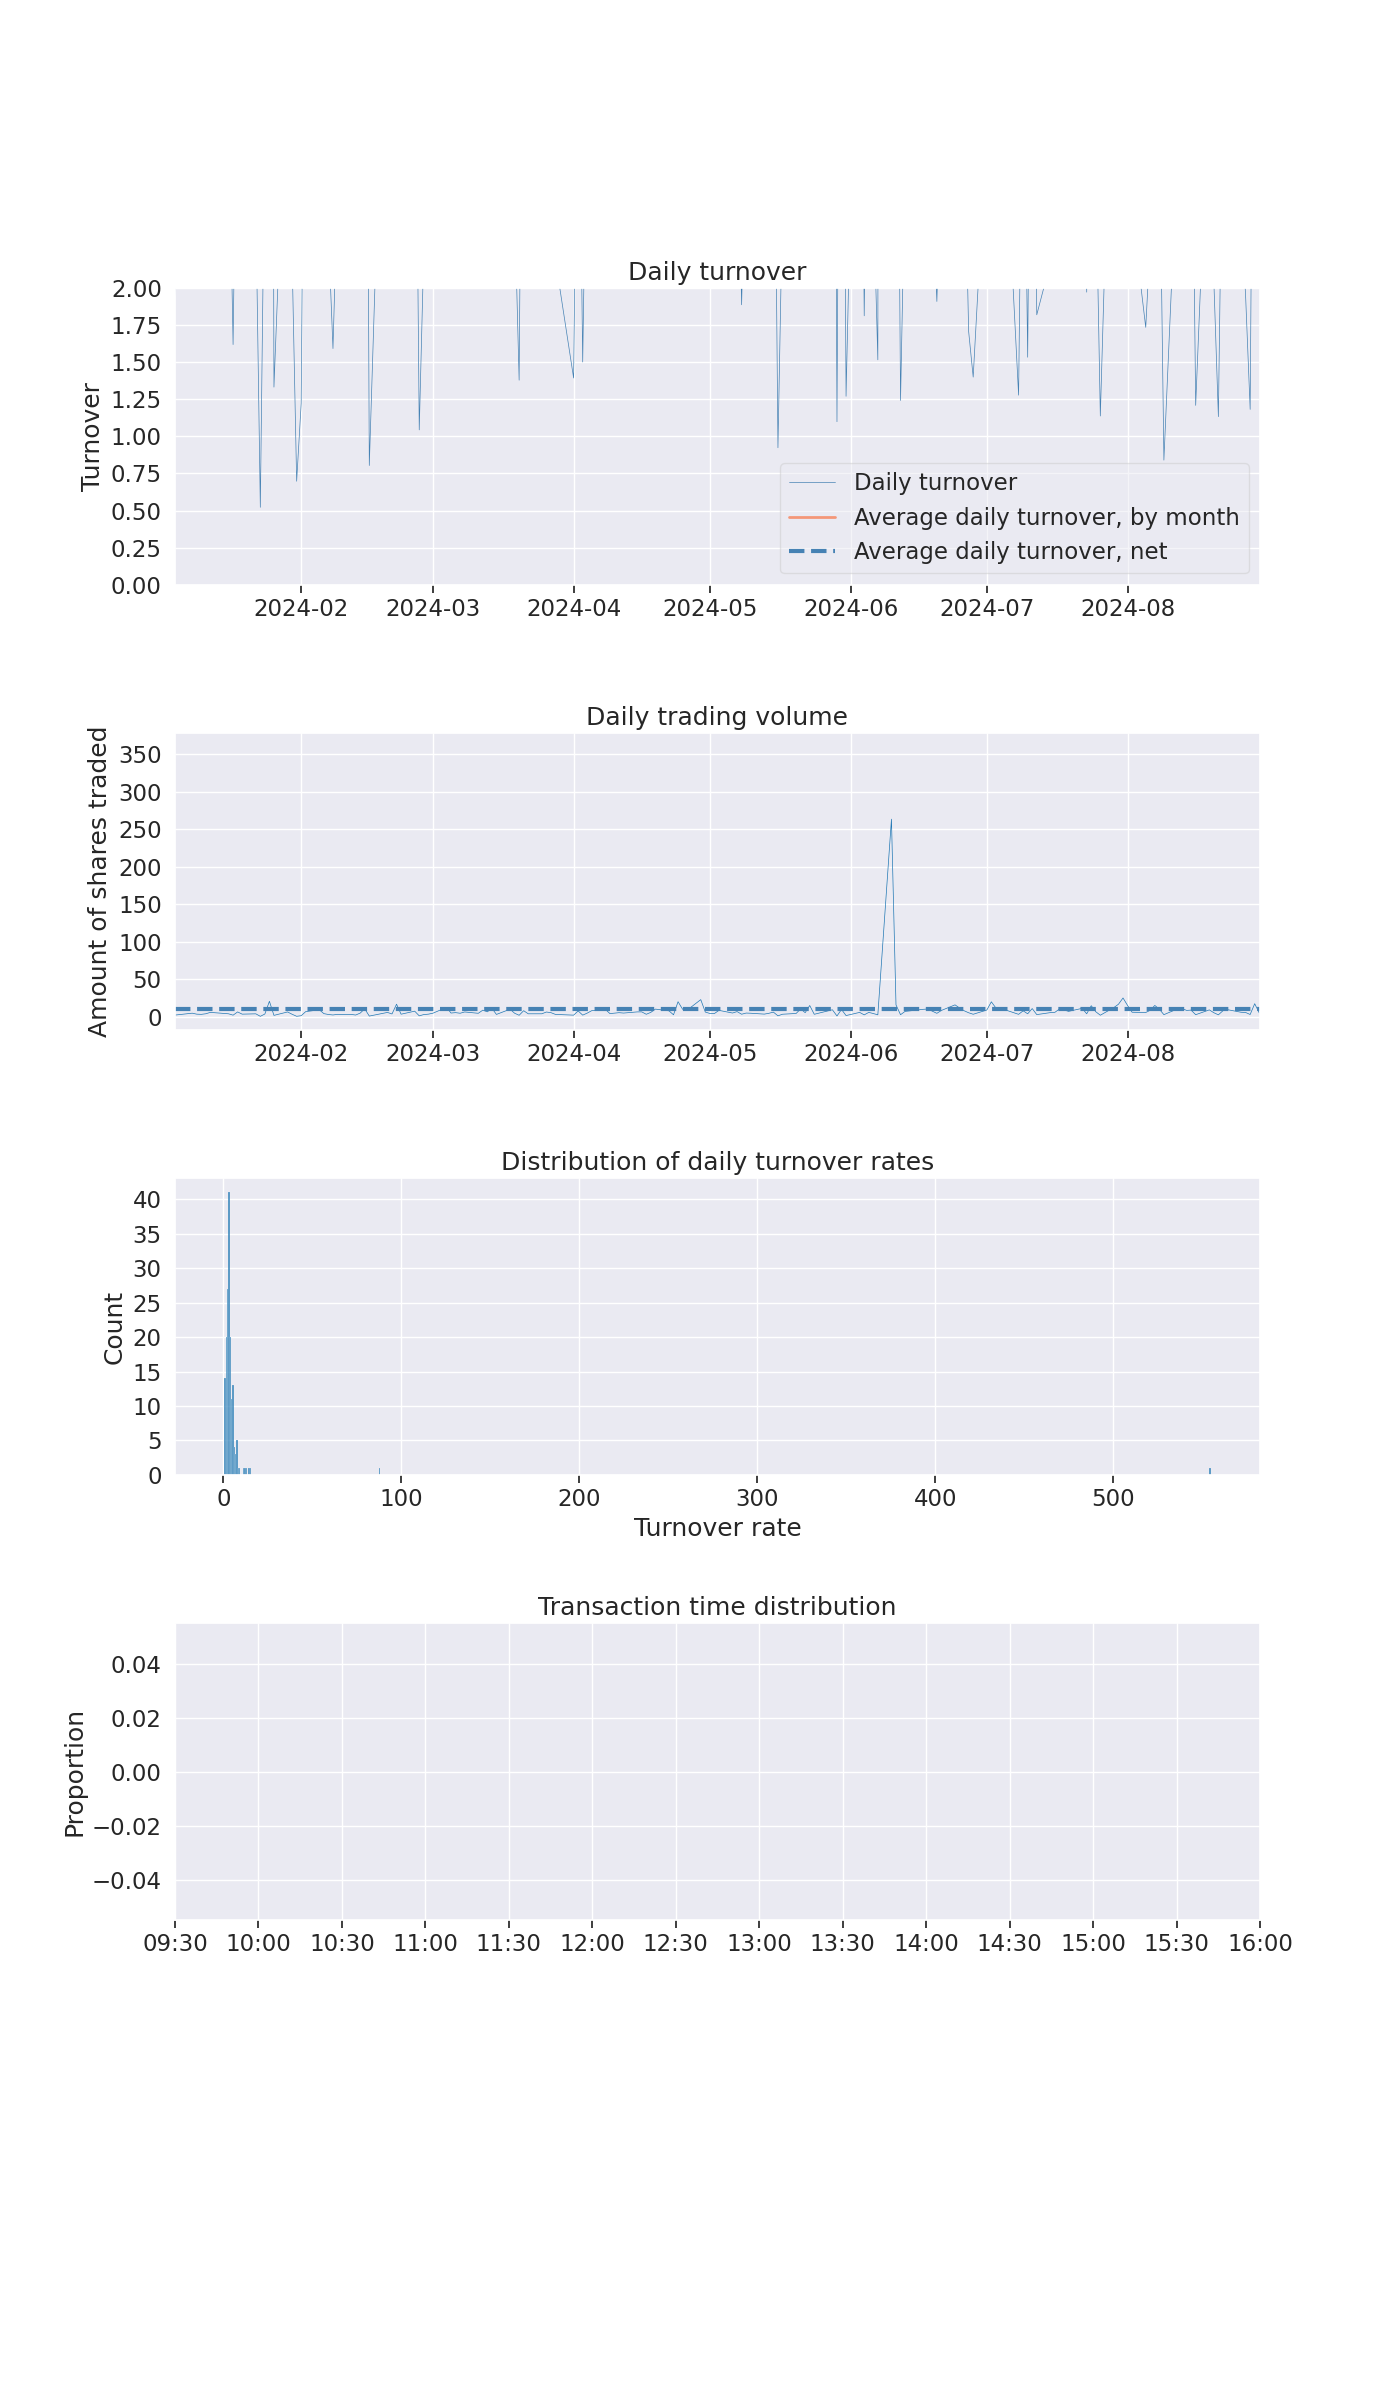 Daily turnover
2.00
1.75
1.50
1.25
1.00
0.75
0.50
0.25
0.00
Turnover
Daily turnover
Average daily turnover, by month
Average daily turnover, net
2024-02 2024-03 2024-04 2024-05 2024-06 2024-07 2024-08
Daily trading volume
350
300
250
200
150
100
50
0
Amount of shares traded
2024-02 2024-03 2024-04 2024-05 2024-06 2024-07 2024-08
Distribution of daily turnover rates
40
35
30
25
20
15
10
5
0
Count
0 100 200 300 400 500
Turnover rate
Transaction time distribution
0.04
0.02
0.00
−0.02
−0.04
Proportion
09:30 10:00 10:30 11:00 11:30 12:00 12:30 13:00 13:30 14:00 14:30 15:00 15:30 16:00